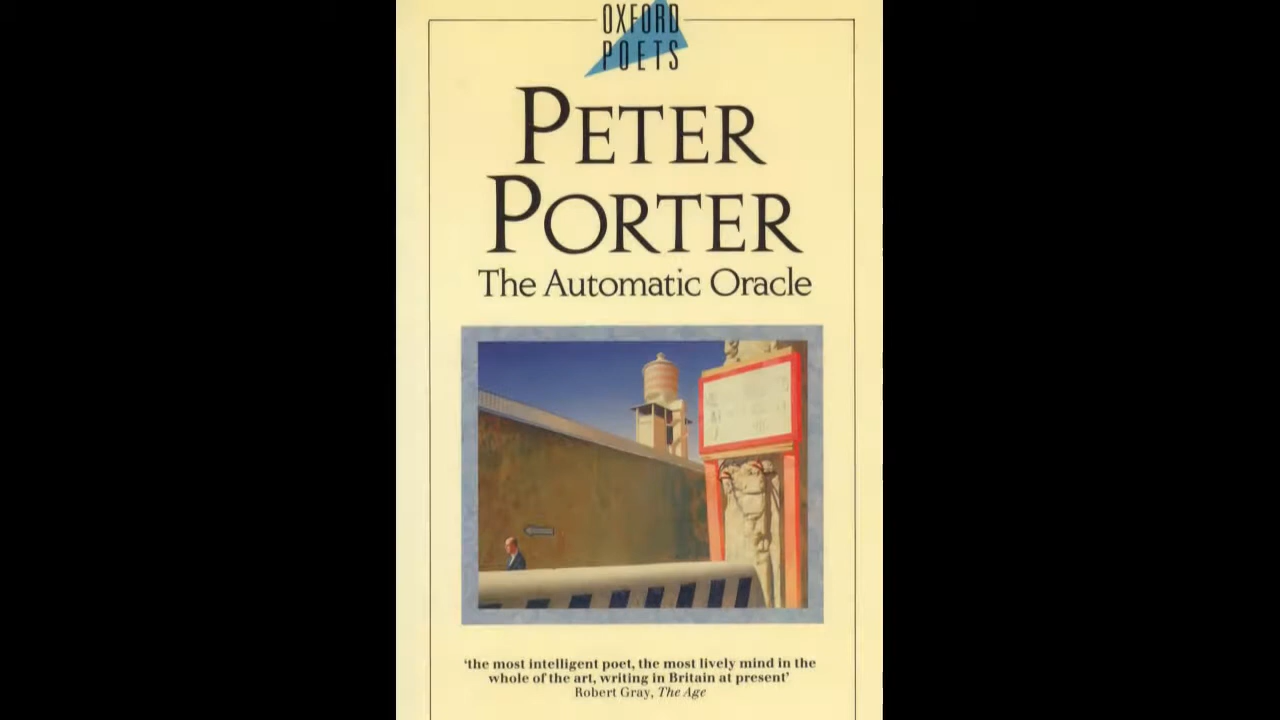 OXFORD
POETS
PETER
PORTER
The Automatic Oracle
‘the most intelligent poet, the most lively mind in the
whole of the art, writing in Britain at present’
Robert Gray, The Age